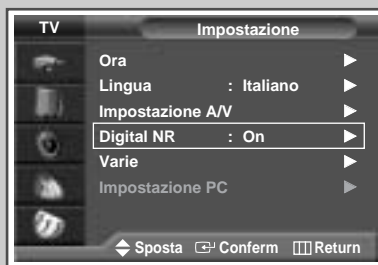 TV Impostazione
Ora
Lingua : Italiano
Impostazione A/V
Digital NR : On
Varie
Impostazione PC
Sposta Conferm Return